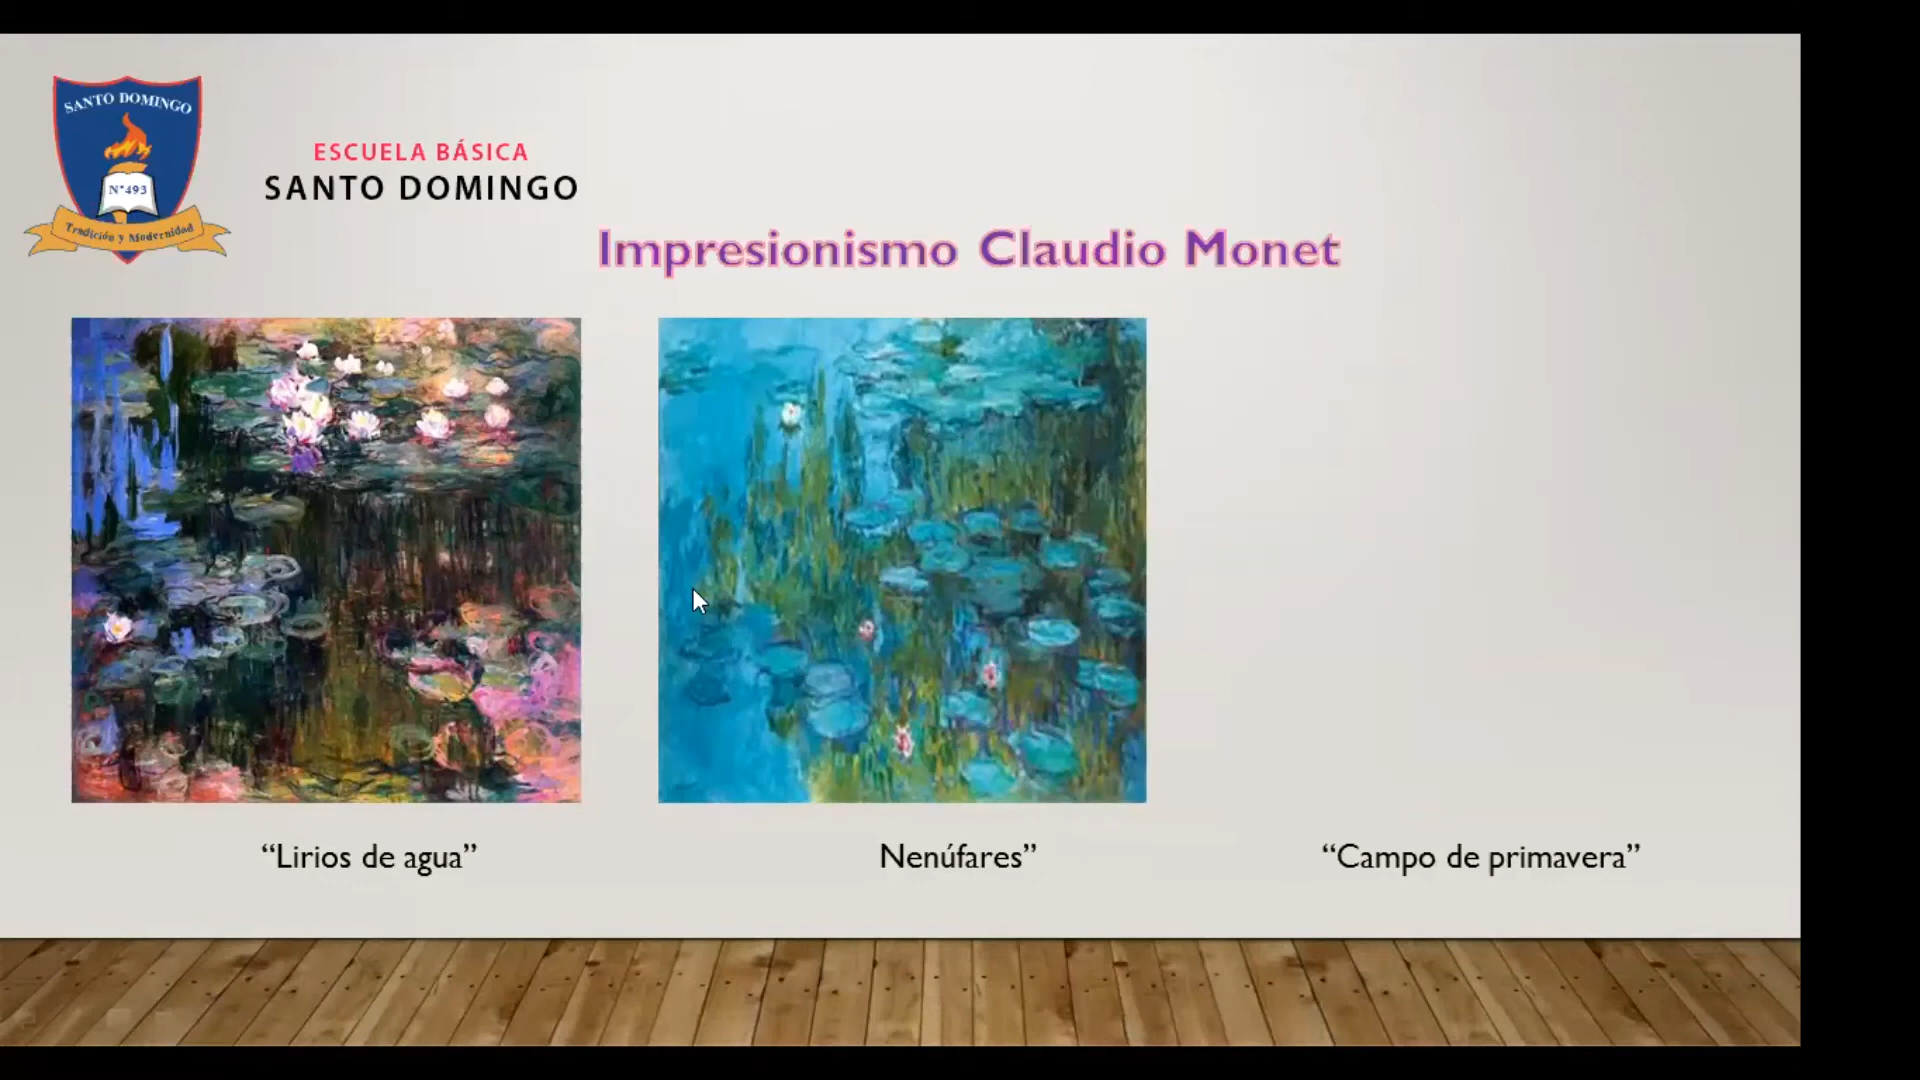 SANTO DOMINGO
N°493
Tradición y Modernidad
ESCUELA BÁSICA
SANTO DOMINGO
Impresionismo Claudio Monet
“Lirios de agua”
Nenúfares”
“Campo de primavera”